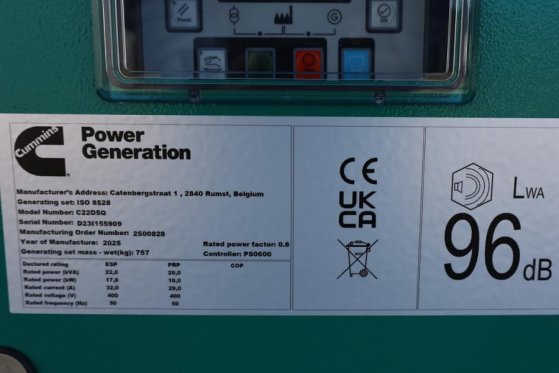 Reset
G
OK
Cummins
Power
Generation
Manufacturer's Address: Catenbergstraat 1 , 2840 Rumst, Belgium
Generating set: ISO 8528
Model Number: C22D5Q
Serial Number: D23I155909
Manufacturing Order Number: 2500828
Year of Manufacture: 2025
Rated power factor: 0.8
Generating set mass - wet(kg): 757
Controller: PS0600
Declared rating ESP PRP COP
Rated power (kVA) 22,0 20,0
Rated power (kW) 17,6 16,0
Rated current (A) 32,0 29,0
Rated voltage (V) 400 400
Rated frequency (Hz) 50 50
CE
UK
CA
LWA
96dB